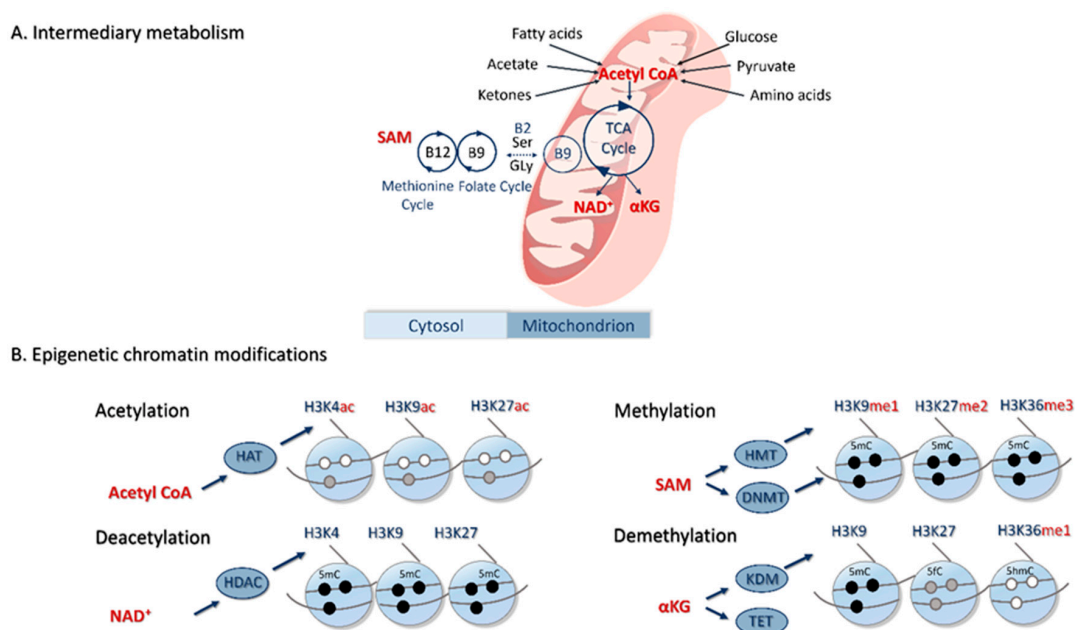 A. Intermediary metabolism
Fatty acids
Glucose
Acetate
Acetyl CoA
Pyruvate
Ketones
Amino acids
SAM
B12
B9
B2
Ser
GLy
B9
TCA
Cycle
Methionine
Cycle
Folate Cycle
NAD⁺
αKG
Cytosol
Mitochondrion
B. Epigenetic chromatin modifications
Acetylation
H3K4ac
H3K9ac
H3K27ac
HAT
Acetyl CoA
Methylation
H3K9me1
H3K27me2
H3K36me3
5mC
5mC
5mC
HMT
SAM
DNMT
Deacetylation
H3K4
H3K9
H3K27
5mC
5mC
5mC
HDAC
NAD⁺
Demethylation
H3K9
H3K27
H3K36me1
5mC
5fC
5hmC
KDM
αKG
TET